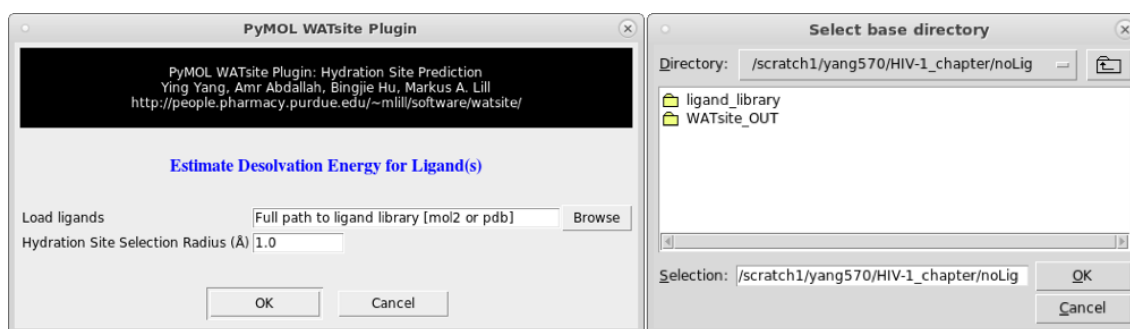 PyMOL WATsite Plugin
PyMOL WATsite Plugin: Hydration Site Prediction
Ying Yang, Amr Abdallah, Bingjie Hu, Markus A. Lill
http://people.pharmacy.purdue.edu/~mlill/software/watsite/
Estimate Desolvation Energy for Ligand(s)
Load ligands Full path to ligand library [mol2 or pdb] Browse
Hydration Site Selection Radius (Å) 1.0
OK Cancel
Select base directory
Directory: /scratch1/yang570/HIV-1_chapter/noLig
ligand_library
WATsite_OUT
Selection: /scratch1/yang570/HIV-1_chapter/noLig OK
Cancel